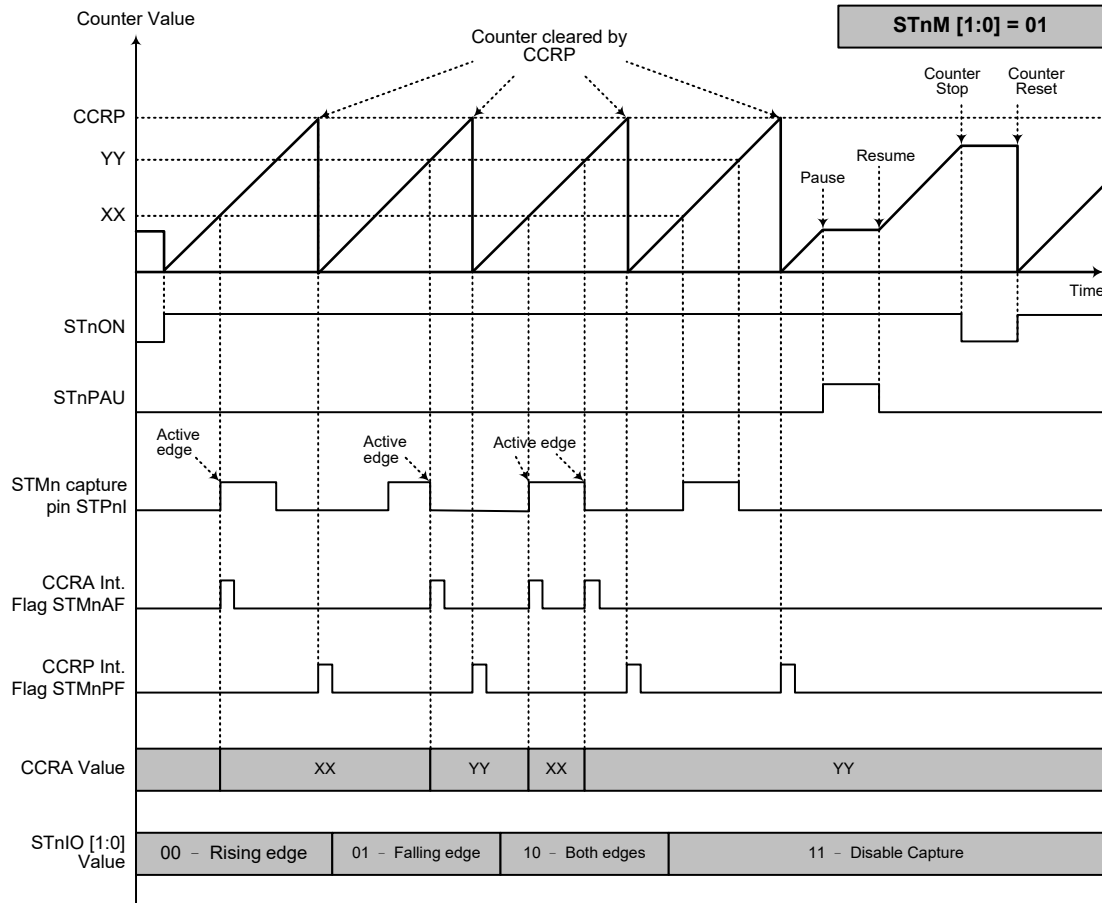 Counter Value
STnM [1:0] = 01
Counter cleared by
CCRP
Counter
Stop
Counter
Reset
CCRP
YY
XX
Pause
Resume
Time
STnON
STnPAU
Active
edge
Active
edge
Active edge
STMn capture
pin STPnI
CCRA Int.
Flag STMnAF
CCRP Int.
Flag STMnPF
CCRA Value
XX
YY
XX
YY
STnIO [1:0]
Value
00 – Rising edge
01 – Falling edge
10 – Both edges
11 – Disable Capture